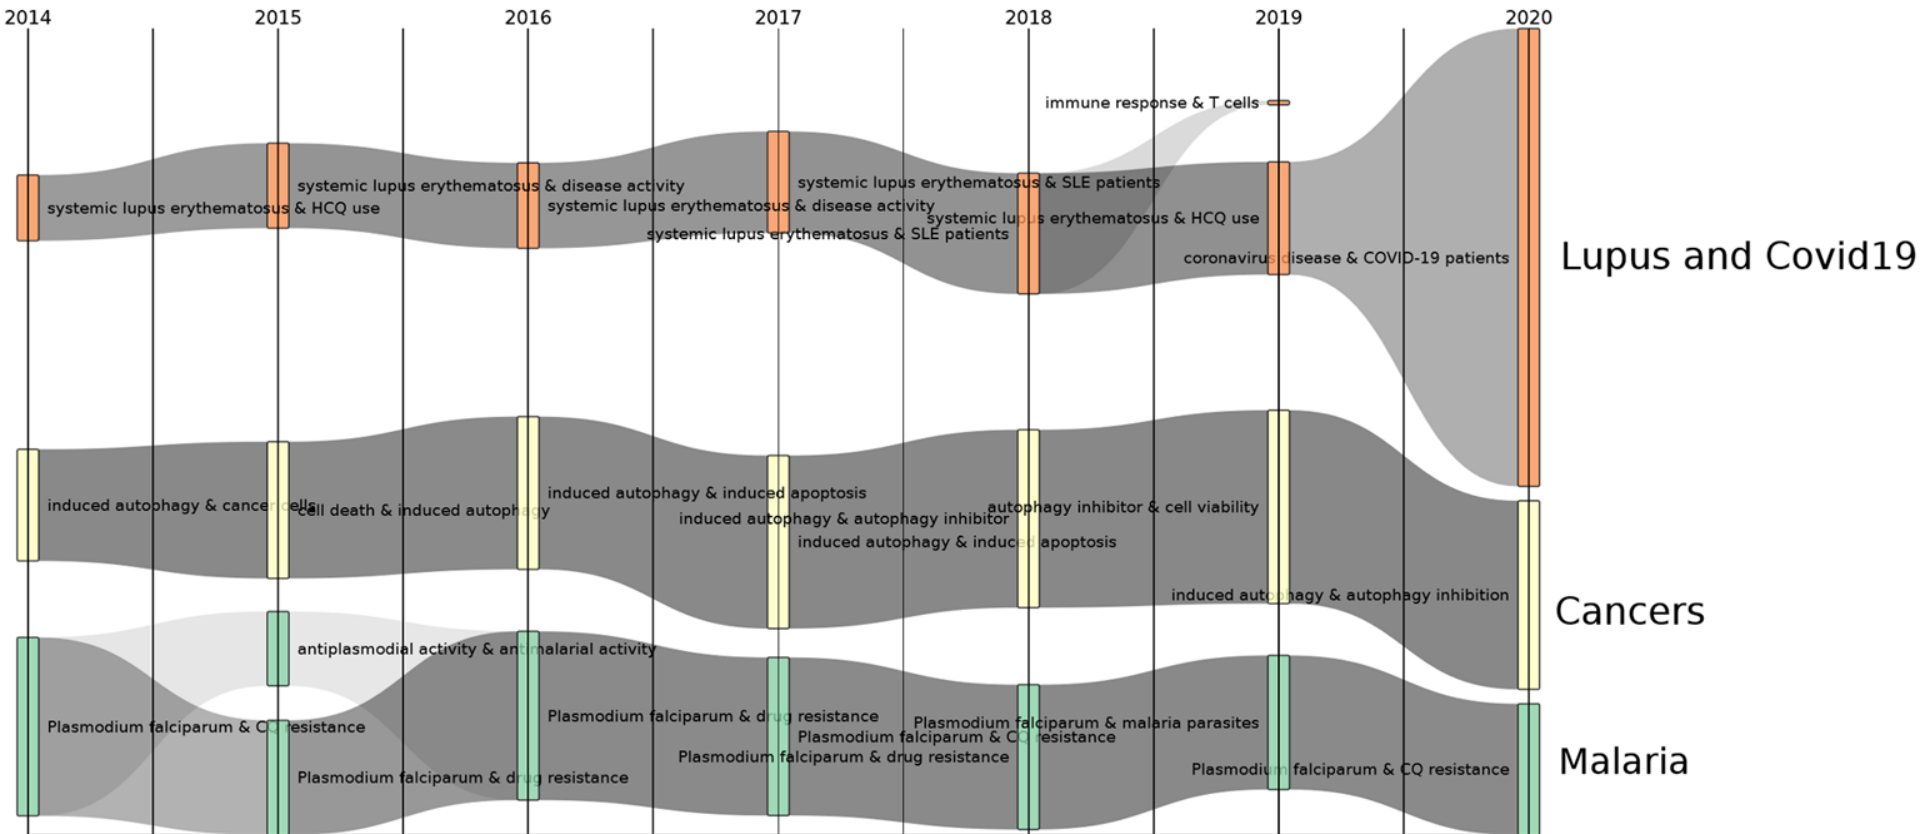 2014 2015 2016 2017 2018 2019 2020
immune response & T cells
systemic lupus erythematosus & SLE patients
systemic lupus erythematosus & disease activity
systemic lupus erythematosus & disease activity
systemic lupus erythematosus & HCQ use
systemic lupus erythematosus & HCQ use
systemic lupus erythematosus & SLE patients
coronavirus disease & COVID-19 patients
Lupus and Covid19
induced autophagy & induced apoptosis
induced autophagy & cancer cells
cell death & induced autophagy
autophagy inhibitor & cell viability
induced autophagy & autophagy inhibitor
induced autophagy & induced apoptosis
induced autophagy & autophagy inhibition
Cancers
antiplasmodial activity & antimalarial activity
Plasmodium falciparum & CQ resistance
Plasmodium falciparum & drug resistance
Plasmodium falciparum & malaria parasites
Plasmodium falciparum & CQ resistance
Plasmodium falciparum & drug resistance
Plasmodium falciparum & CQ resistance
Plasmodium falciparum & drug resistance
Malaria